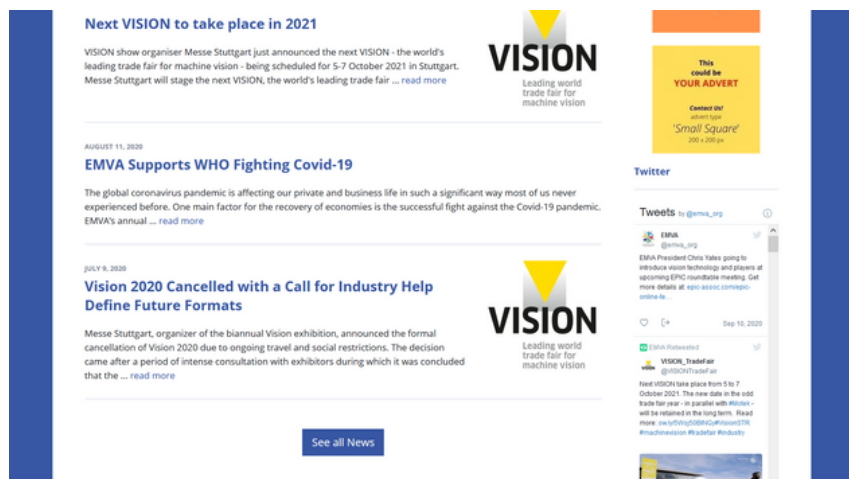 Next VISION to take place in 2021
VISION show organiser Messe Stuttgart just announced the next VISION - the world's
leading trade fair for machine vision - being scheduled for 5-7 October 2021 in Stuttgart.
Messe Stuttgart will stage the next VISION, the world's leading trade fair ... read more
VISION
Leading world
trade fair for
machine vision
AUGUST 11, 2020
EMVA Supports WHO Fighting Covid-19
The global coronavirus pandemic is affecting our private and business life in such a significant way most of us never
experienced before. One main factor for the recovery of economies is the successful fight against the Covid-19 pandemic.
EMVA's annual ... read more
JULY 9, 2020
Vision 2020 Cancelled with a Call for Industry Help
Define Future Formats
Messe Stuttgart, organizer of the biannual Vision exhibition, announced the formal
cancellation of Vision 2020 due to ongoing travel and social restrictions. The decision
came after a period of intense consultation with exhibitors during which it was concluded
that the ... read more
VISION
Leading world
trade fair for
machine vision
See all News
This
could be
YOUR ADVERT
Contact Us!
advert type
'Small Square'
200 x 200 px
Twitter
Tweets by @emva_org
EMVA
@emva_org
EMVA President Chris Yates going to
introduce vision technology and players at
upcoming EPIC roundtable meeting. Get
more details at: epic-assoc.com/epic-
online-te...
Sep 10, 2020
EMVA Retweeted
VISION_TradeFair
@VISIONTradeFair
Next VISION take place from 5 to 7
October 2021. The new date in the odd
trade fair year - in parallel with #Motek -
will be retained in the long term. Read
more:
#machinevision #tradefair #industry